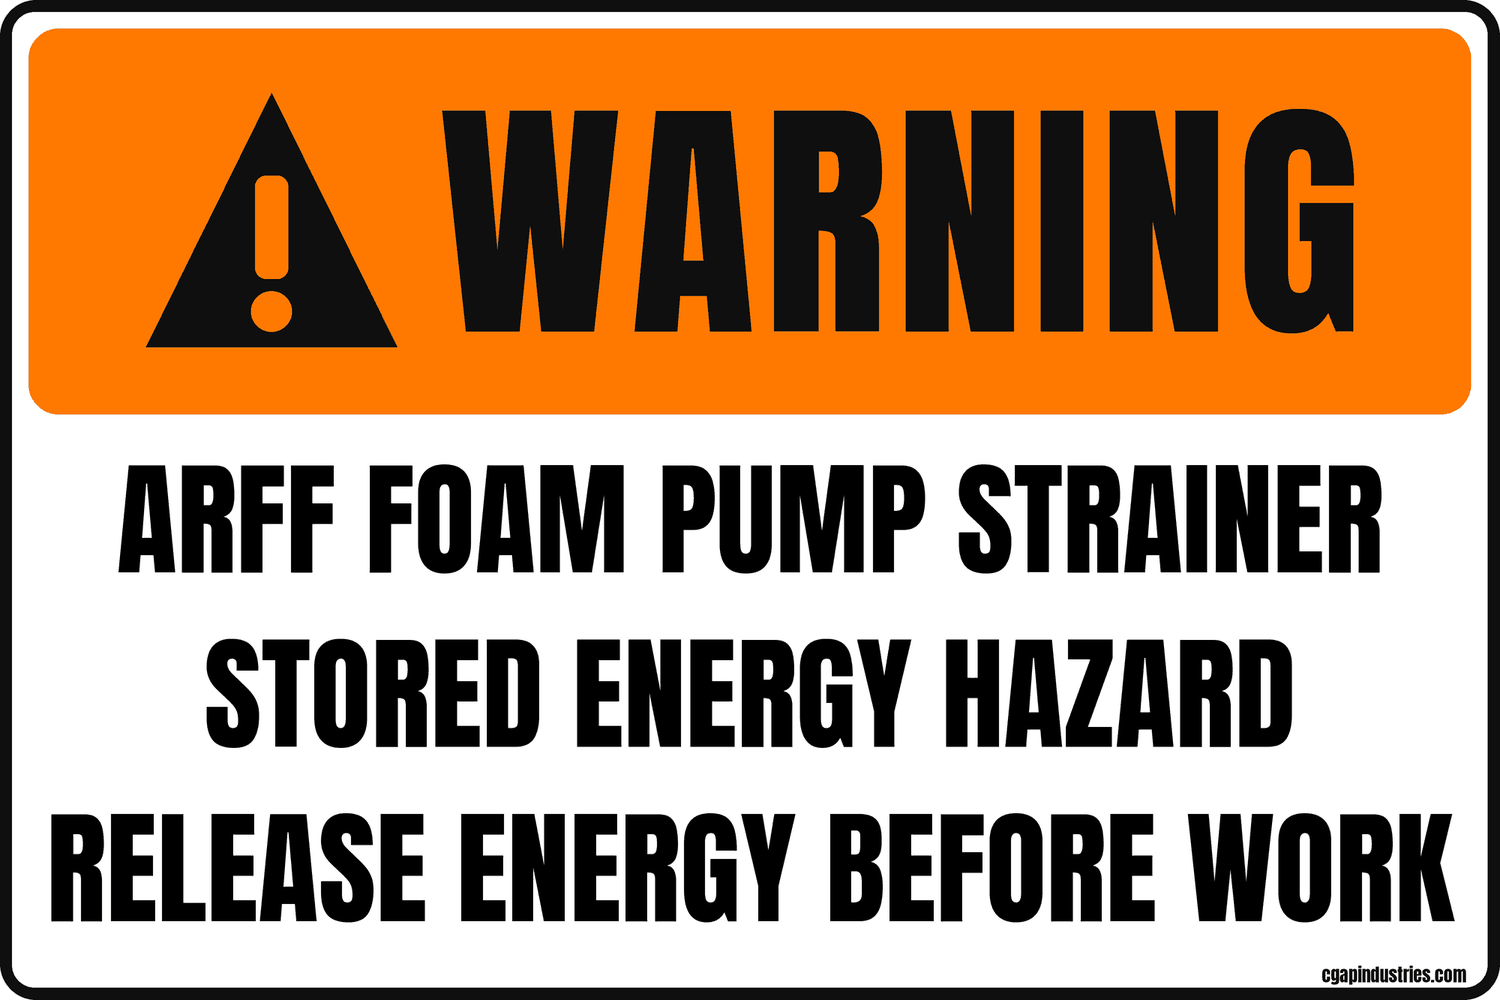 WARNING
ARFF FOAM PUMP STRAINER
STORED ENERGY HAZARD
RELEASE ENERGY BEFORE WORK
cgapindustries.com